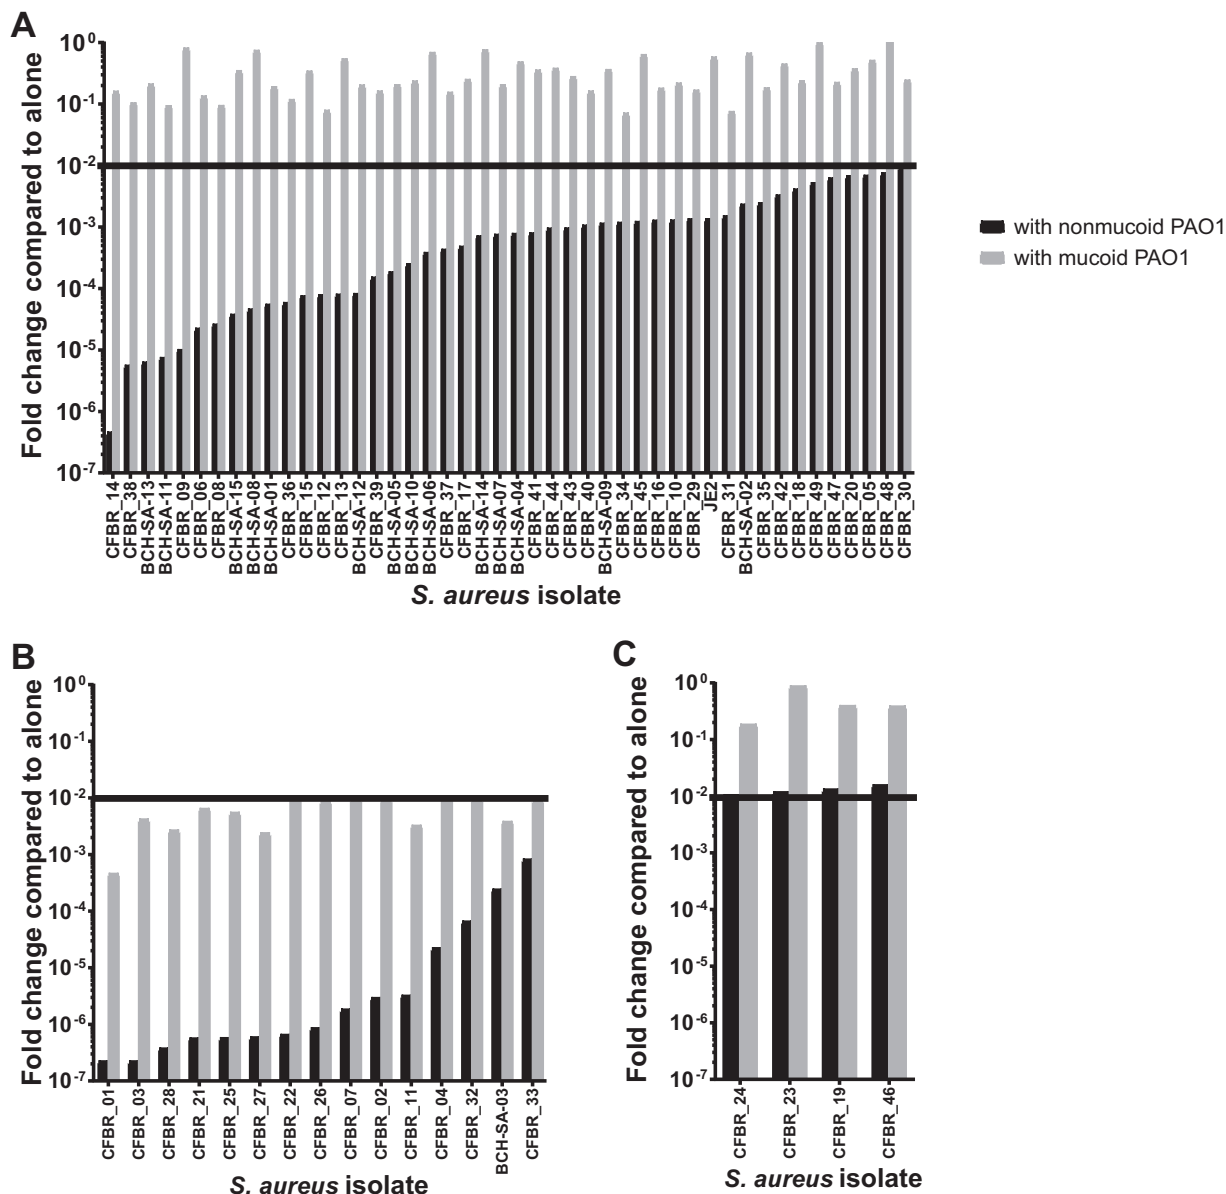 A
Fold change compared to alone
10^0
10^-1
10^-2
10^-3
10^-4
10^-5
10^-6
10^-7
CFBR_14
CFBR_38
BCH-SA-13
BCH-SA-11
CFBR_09
CFBR_06
CFBR_08
BCH-SA-15
BCH-SA-08
BCH-SA-01
CFBR_36
CFBR_15
CFBR_12
CFBR_13
BCH-SA-12
CFBR_39
BCH-SA-05
BCH-SA-10
BCH-SA-06
CFBR_37
CFBR_17
BCH-SA-14
BCH-SA-07
BCH-SA-04
CFBR_41
CFBR_44
CFBR_43
CFBR_40
BCH-SA-09
CFBR_34
CFBR_45
CFBR_16
CFBR_10
CFBR_29
JE2
CFBR_31
BCH-SA-02
CFBR_35
CFBR_42
CFBR_18
CFBR_49
CFBR_47
CFBR_20
CFBR_05
CFBR_48
CFBR_30
S. aureus isolate
with nonmucoid PAO1
with mucoid PAO1
B
Fold change compared to alone
10^0
10^-1
10^-2
10^-3
10^-4
10^-5
10^-6
10^-7
CFBR_01
CFBR_03
CFBR_28
CFBR_21
CFBR_25
CFBR_27
CFBR_22
CFBR_26
CFBR_07
CFBR_02
CFBR_11
CFBR_04
CFBR_32
BCH-SA-03
CFBR_33
S. aureus isolate
C
Fold change compared to alone
10^0
10^-1
10^-2
10^-3
10^-4
10^-5
10^-6
10^-7
CFBR_24
CFBR_23
CFBR_19
CFBR_46
S. aureus isolate